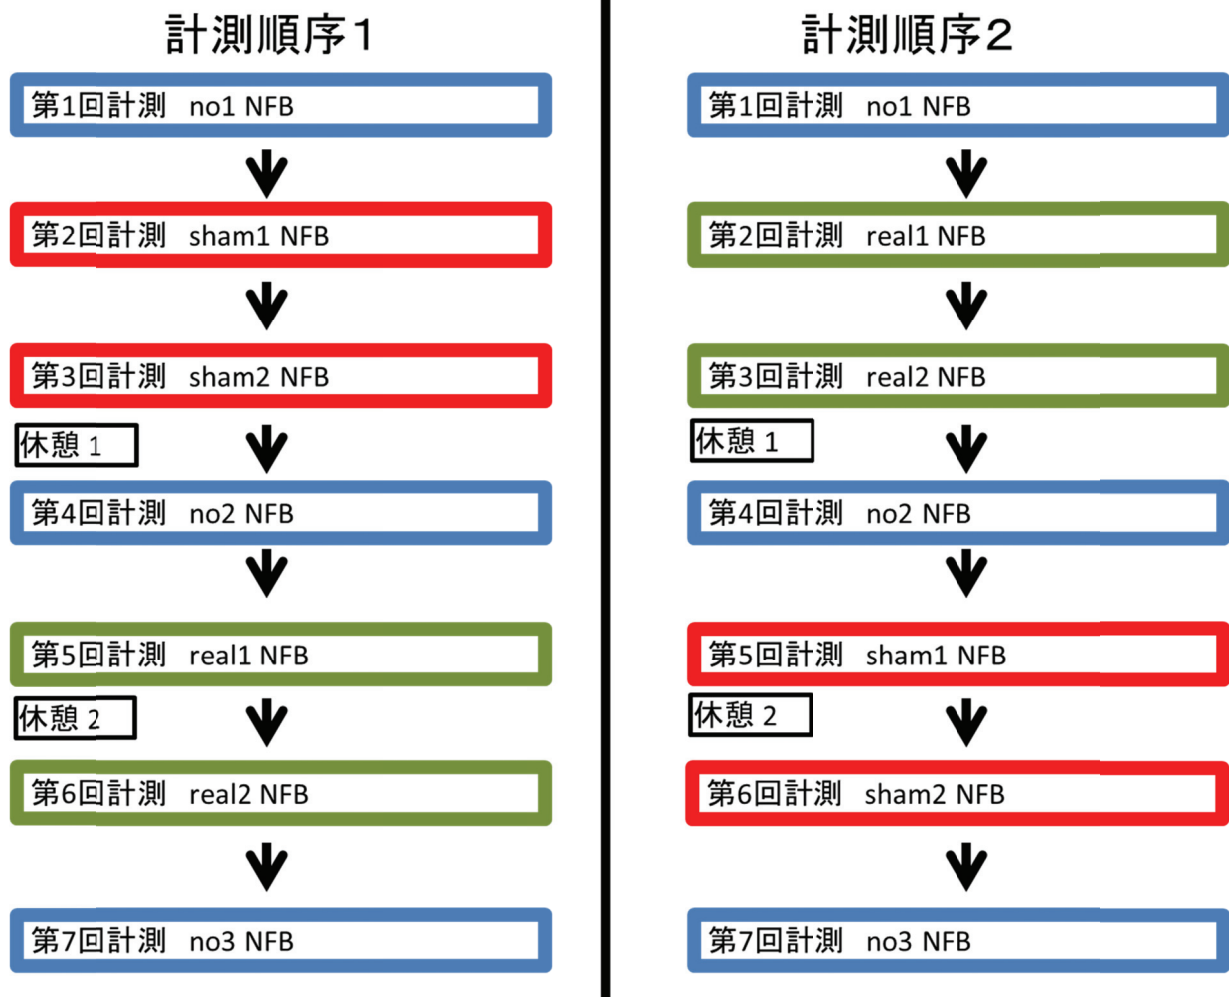 計測順序1
第1回計測 no1 NFB
第2回計測 sham1 NFB
第3回計測 sham2 NFB
休憩 1
第4回計測 no2 NFB
第5回計測 real1 NFB
休憩 2
第6回計測 real2 NFB
第7回計測 no3 NFB
計測順序2
第1回計測 no1 NFB
第2回計測 real1 NFB
第3回計測 real2 NFB
休憩 1
第4回計測 no2 NFB
第5回計測 sham1 NFB
休憩 2
第6回計測 sham2 NFB
第7回計測 no3 NFB